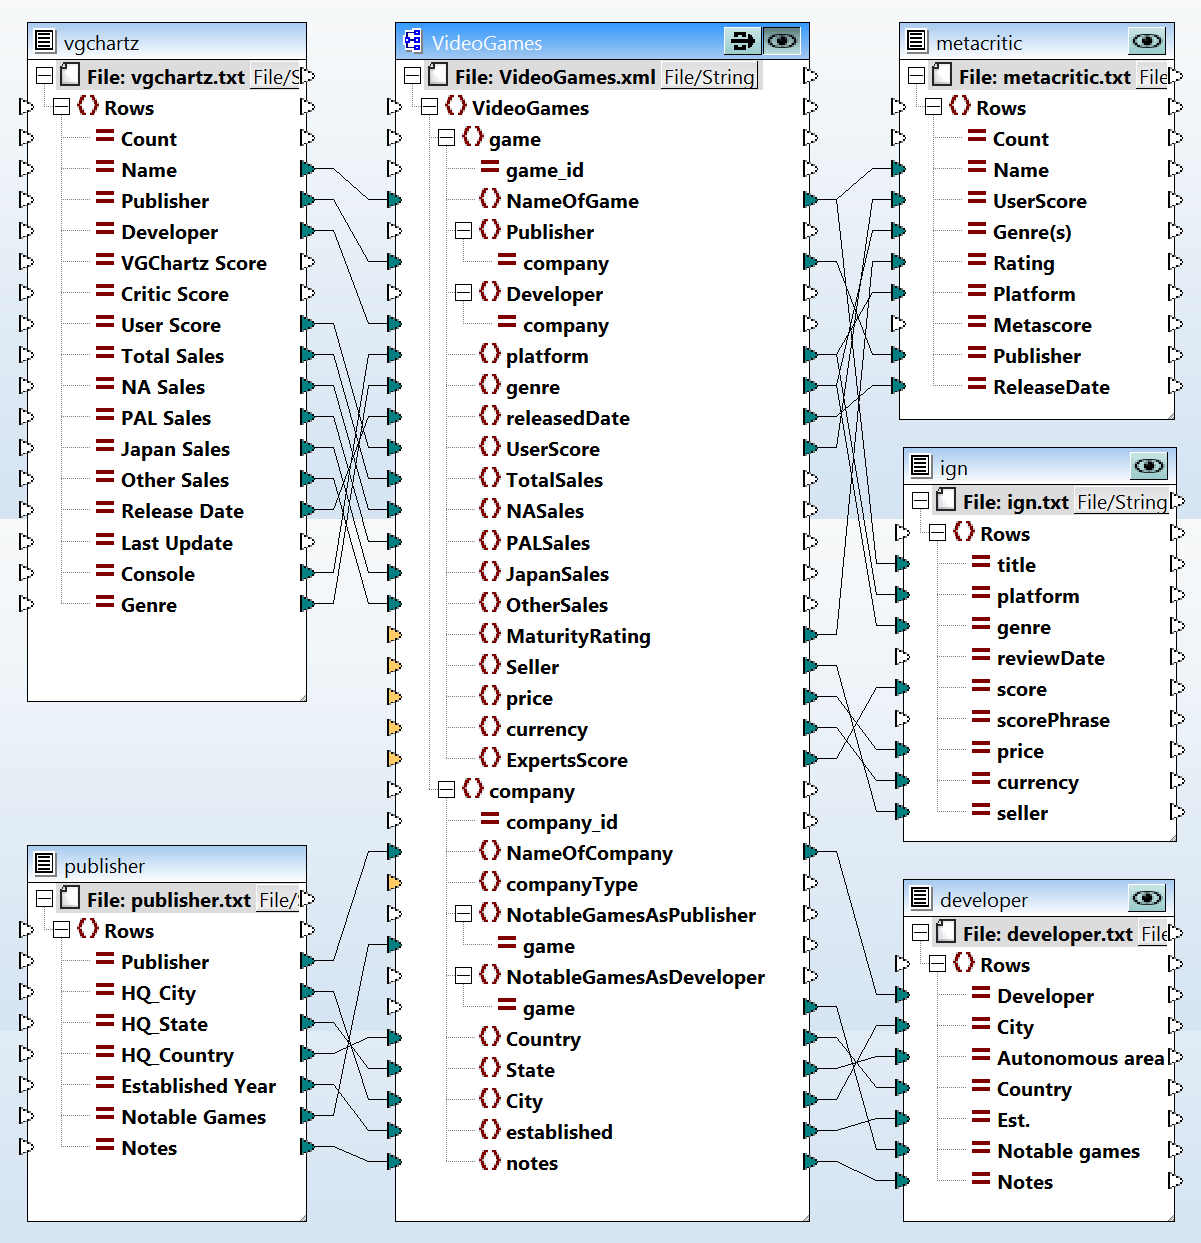 vgchartz
File: vgchartz.txt File/S
Rows
Count
Name
Publisher
Developer
VGChartz Score
Critic Score
User Score
Total Sales
NA Sales
PAL Sales
Japan Sales
Other Sales
Release Date
Last Update
Console
Genre
publisher
File: publisher.txt File/
Rows
Publisher
HQ_City
HQ_State
HQ_Country
Established Year
Notable Games
Notes
VideoGames
File: VideoGames.xml File/String
VideoGames
game
game_id
NameOfGame
Publisher
company
Developer
company
platform
genre
releasedDate
UserScore
TotalSales
NASales
PALSales
JapanSales
OtherSales
MaturityRating
Seller
price
currency
ExpertsScore
company
company_id
NameOfCompany
companyType
NotableGamesAsPublisher
game
NotableGamesAsDeveloper
game
Country
State
City
established
notes
metacritic
File: metacritic.txt File
Rows
Count
Name
UserScore
Genre(s)
Rating
Platform
Metascore
Publisher
ReleaseDate
ign
File: ign.txt File/String
Rows
title
platform
genre
reviewDate
score
scorePhrase
price
currency
seller
developer
File: developer.txt File
Rows
Developer
City
Autonomous area
Country
Est.
Notable games
Notes